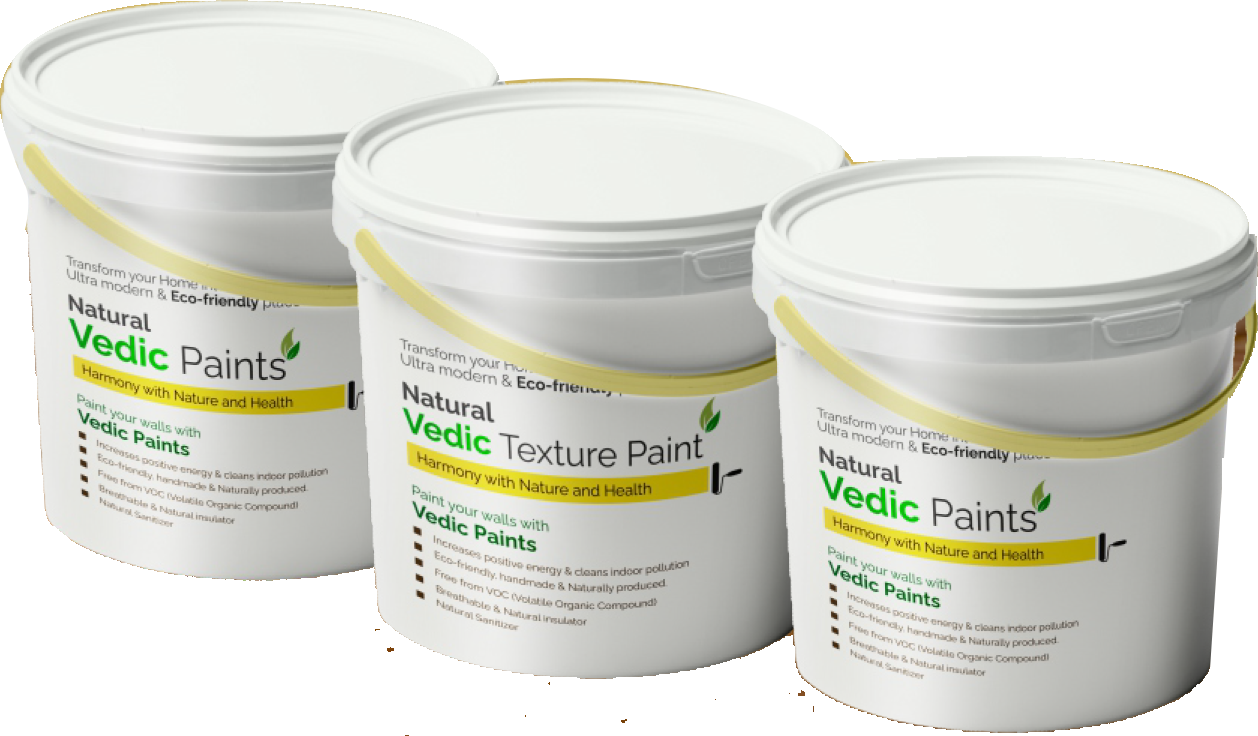 Transform your Home
Ultra modern & Eco-friendly
Natural
Vedic Paints
Harmony with Nature and Health
Paint your walls with
Vedic Paints
Increases positive energy & cleans indoor pollution
Eco-friendly, handmade & Naturally produced.
Free from VOC (Volatile Organic Compound)
Breathable & Natural insulator
Natural Sanitizer
Transform your
Ultra modern & Eco-friendly
Natural
Vedic Texture Paint
Harmony with Nature and Health
Paint your walls with
Vedic Paints
Increases positive energy & cleans indoor pollution
Eco-friendly, handmade & Naturally produced.
Free from VOC (Volatile Organic Compound)
Breathable & Natural insulator
Natural Sanitizer
Transform your Home
Ultra modern & Eco-friendly
Natural
Vedic Paints
Harmony with Nature and Health
Paint your walls with
Vedic Paints
Increases positive energy & cleans indoor pollution
Eco-friendly, handmade & Naturally produced.
Free from VOC (Volatile Organic Compound)
Breathable & Natural insulator
Natural Sanitizer